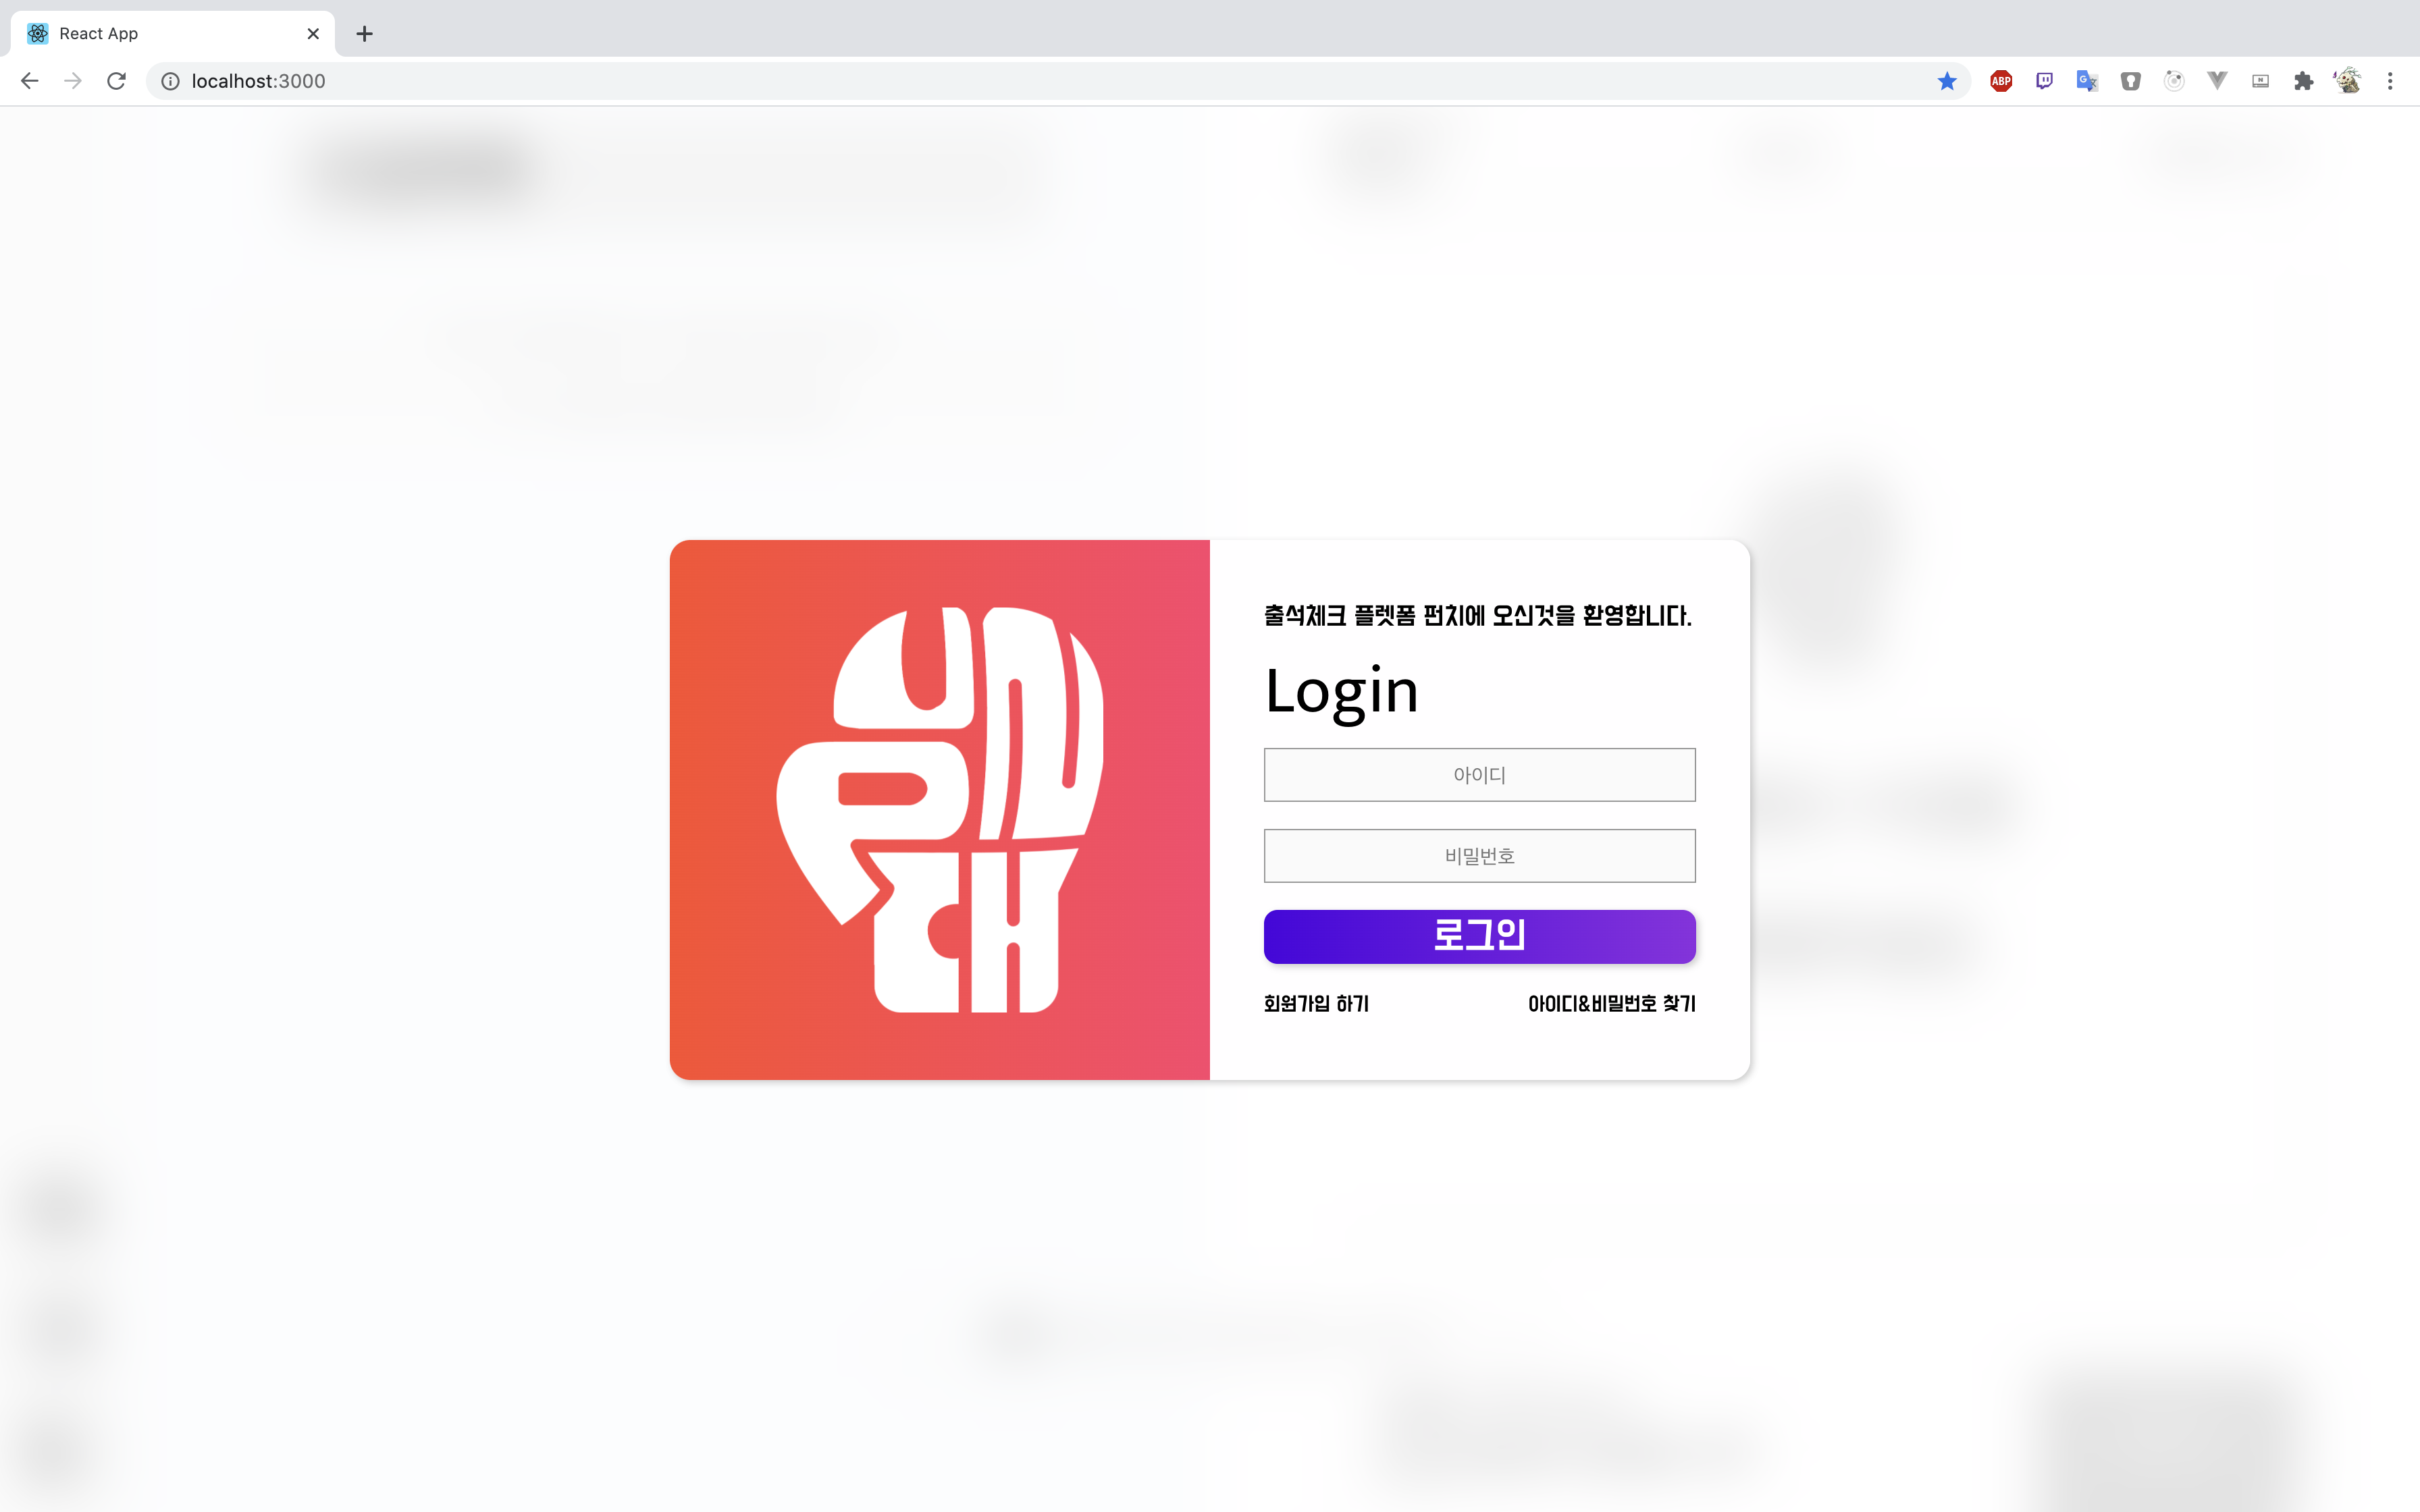 React App
localhost:3000
ABP
출석체크 플렛폼 펀치에 오신것을 환영합니다.
Login
아이디
비밀번호
로그인
회원가입 하기
아이디&비밀번호 찾기